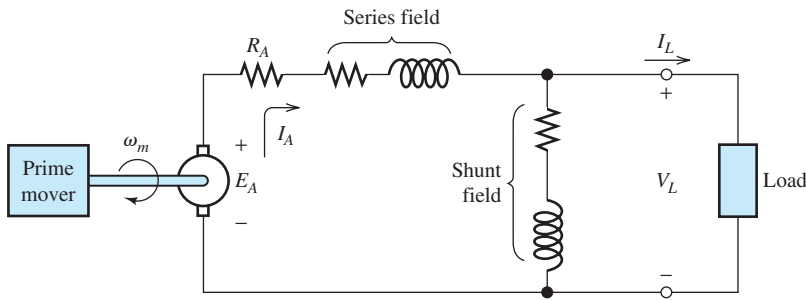 Series field
R_A
I_L
+
I_A
ω_m
+
Prime
mover
E_A
Shunt
field
V_L
Load
−
−